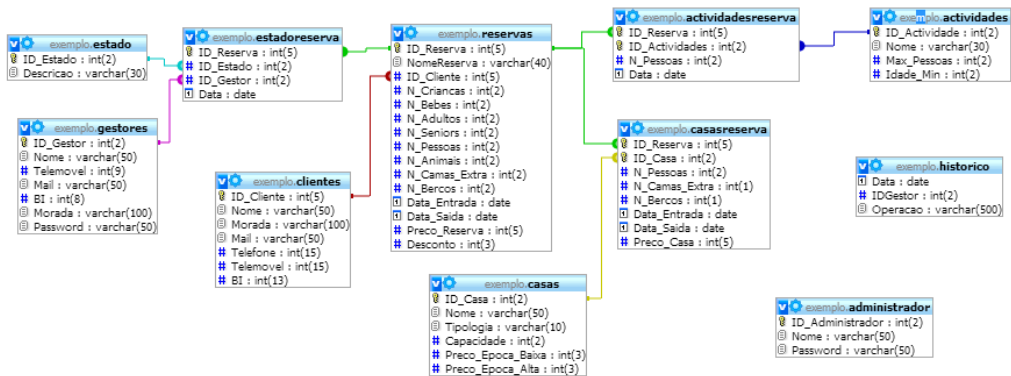 exemplo.estado
ID_Estado : int(2)
Descricao : varchar(30)
exemplo.estadoreserva
ID_Reserva : int(5)
ID_Estado : int(2)
ID_Gestor : int(2)
Data : date
exemplo.reservas
ID_Reserva : int(5)
NomeReserva : varchar(40)
ID_Cliente : int(5)
N_Criancas : int(2)
N_Bebes : int(2)
N_Adultos : int(2)
N_Seniors : int(2)
N_Pessoas : int(2)
N_Animais : int(2)
N_Camas_Extra : int(2)
N_Bercos : int(2)
Data_Entrada : date
Data_Saida : date
Preco_Reserva : int(5)
Desconto : int(3)
exemplo.actividadesreserva
ID_Reserva : int(5)
ID_Actividades : int(2)
N_Pessoas : int(2)
Data : date
exemplo.actividades
ID_Actividade : int(2)
Nome : varchar(30)
Max_Pessoas : int(2)
Idade_Min : int(2)
exemplo.gestores
ID_Gestor : int(2)
Nome : varchar(50)
Telemovel : int(9)
Mail : varchar(50)
BI : int(8)
Morada : varchar(100)
Password : varchar(50)
exemplo.clientes
ID_Cliente : int(5)
Nome : varchar(50)
Morada : varchar(100)
Mail : varchar(50)
Telefone : int(15)
Telemovel : int(15)
BI : int(13)
exemplo.casasreserva
ID_Reserva : int(5)
ID_Casa : int(2)
N_Pessoas : int(2)
N_Camas_Extra : int(1)
N_Bercos : int(1)
Data_Entrada : date
Data_Saida : date
Preco_Casa : int(5)
exemplo.historico
Data : date
IDGestor : int(2)
Operacao : varchar(500)
exemplo.casas
ID_Casa : int(2)
Nome : varchar(50)
Tipologia : varchar(10)
Capacidade : int(2)
Preco_Epoca_Baixa : int(3)
Preco_Epoca_Alta : int(3)
exemplo.administrador
ID_Administrador : int(2)
Nome : varchar(50)
Password : varchar(50)